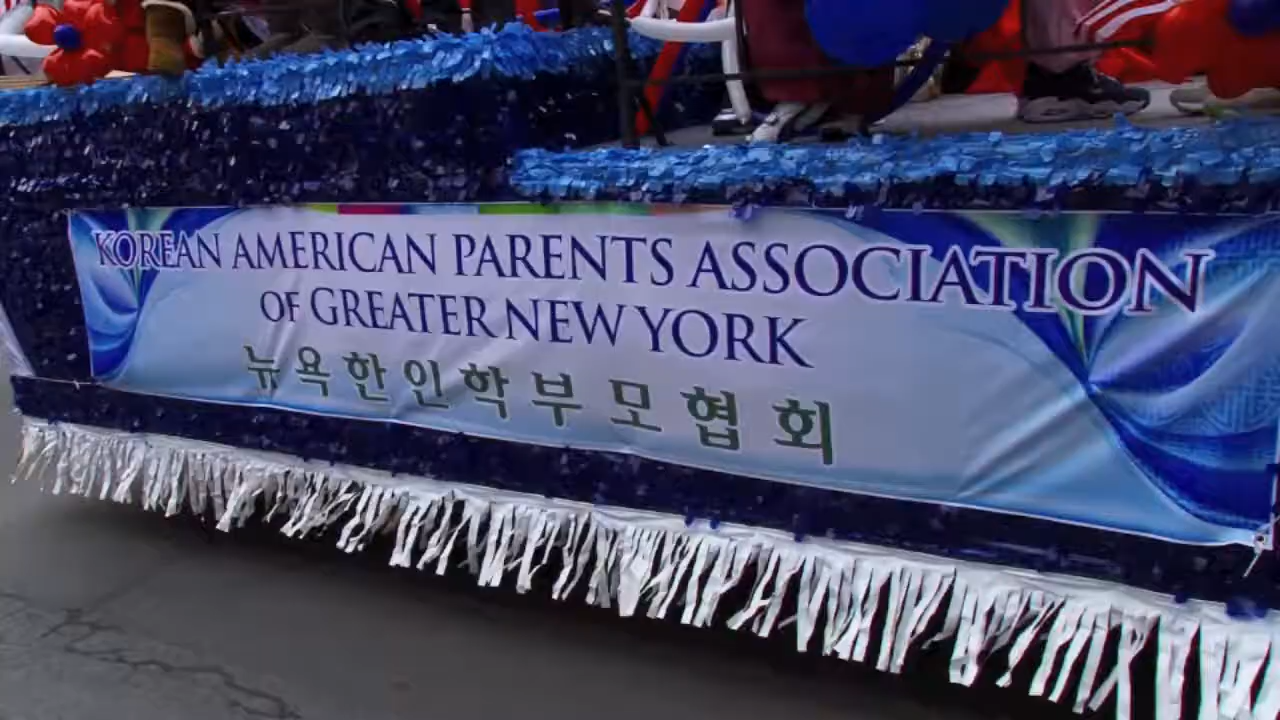 KOREAN AMERICAN PARENTS ASSOCIATION
OF GREATER NEW YORK
뉴욕한인학부모협회